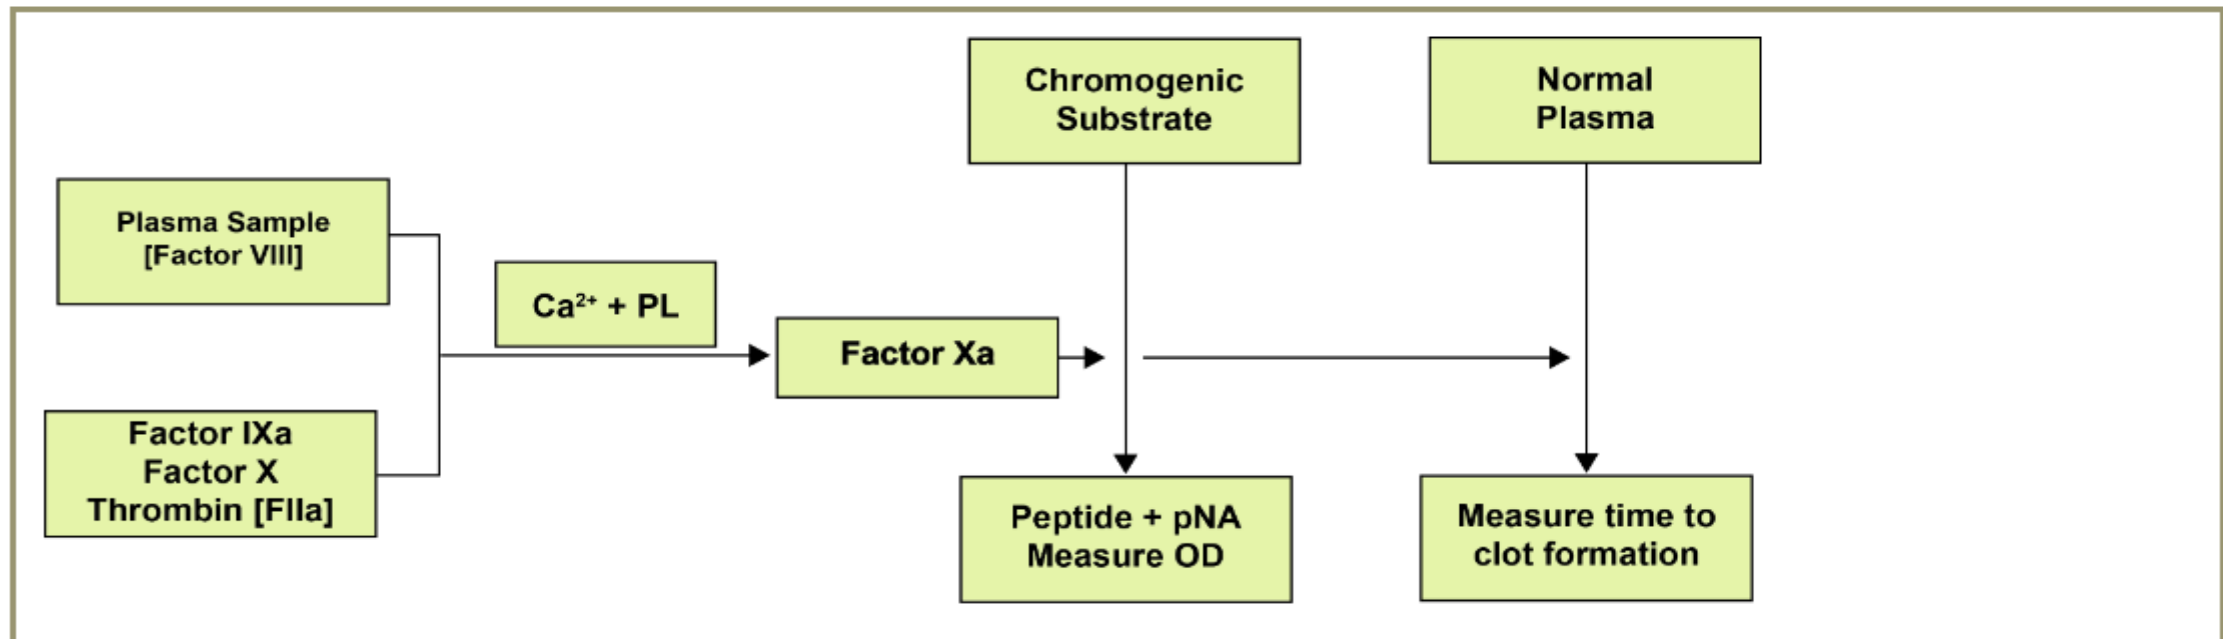 Chromogenic
Substrate
Normal
Plasma
Plasma Sample
[Factor VIII]
Ca²⁺ + PL
Factor Xa
Factor IXa
Factor X
Thrombin [FIIa]
Peptide + pNA
Measure OD
Measure time to
clot formation